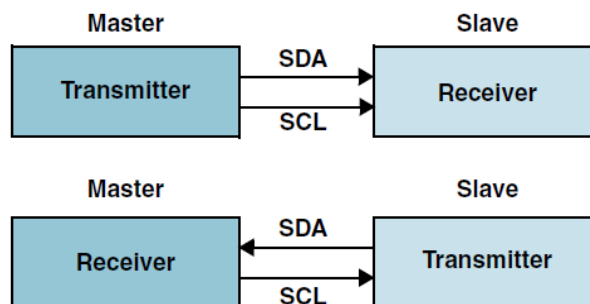 Master
Slave
SDA
Transmitter
Receiver
SCL
Master
Slave
SDA
Receiver
Transmitter
SCL